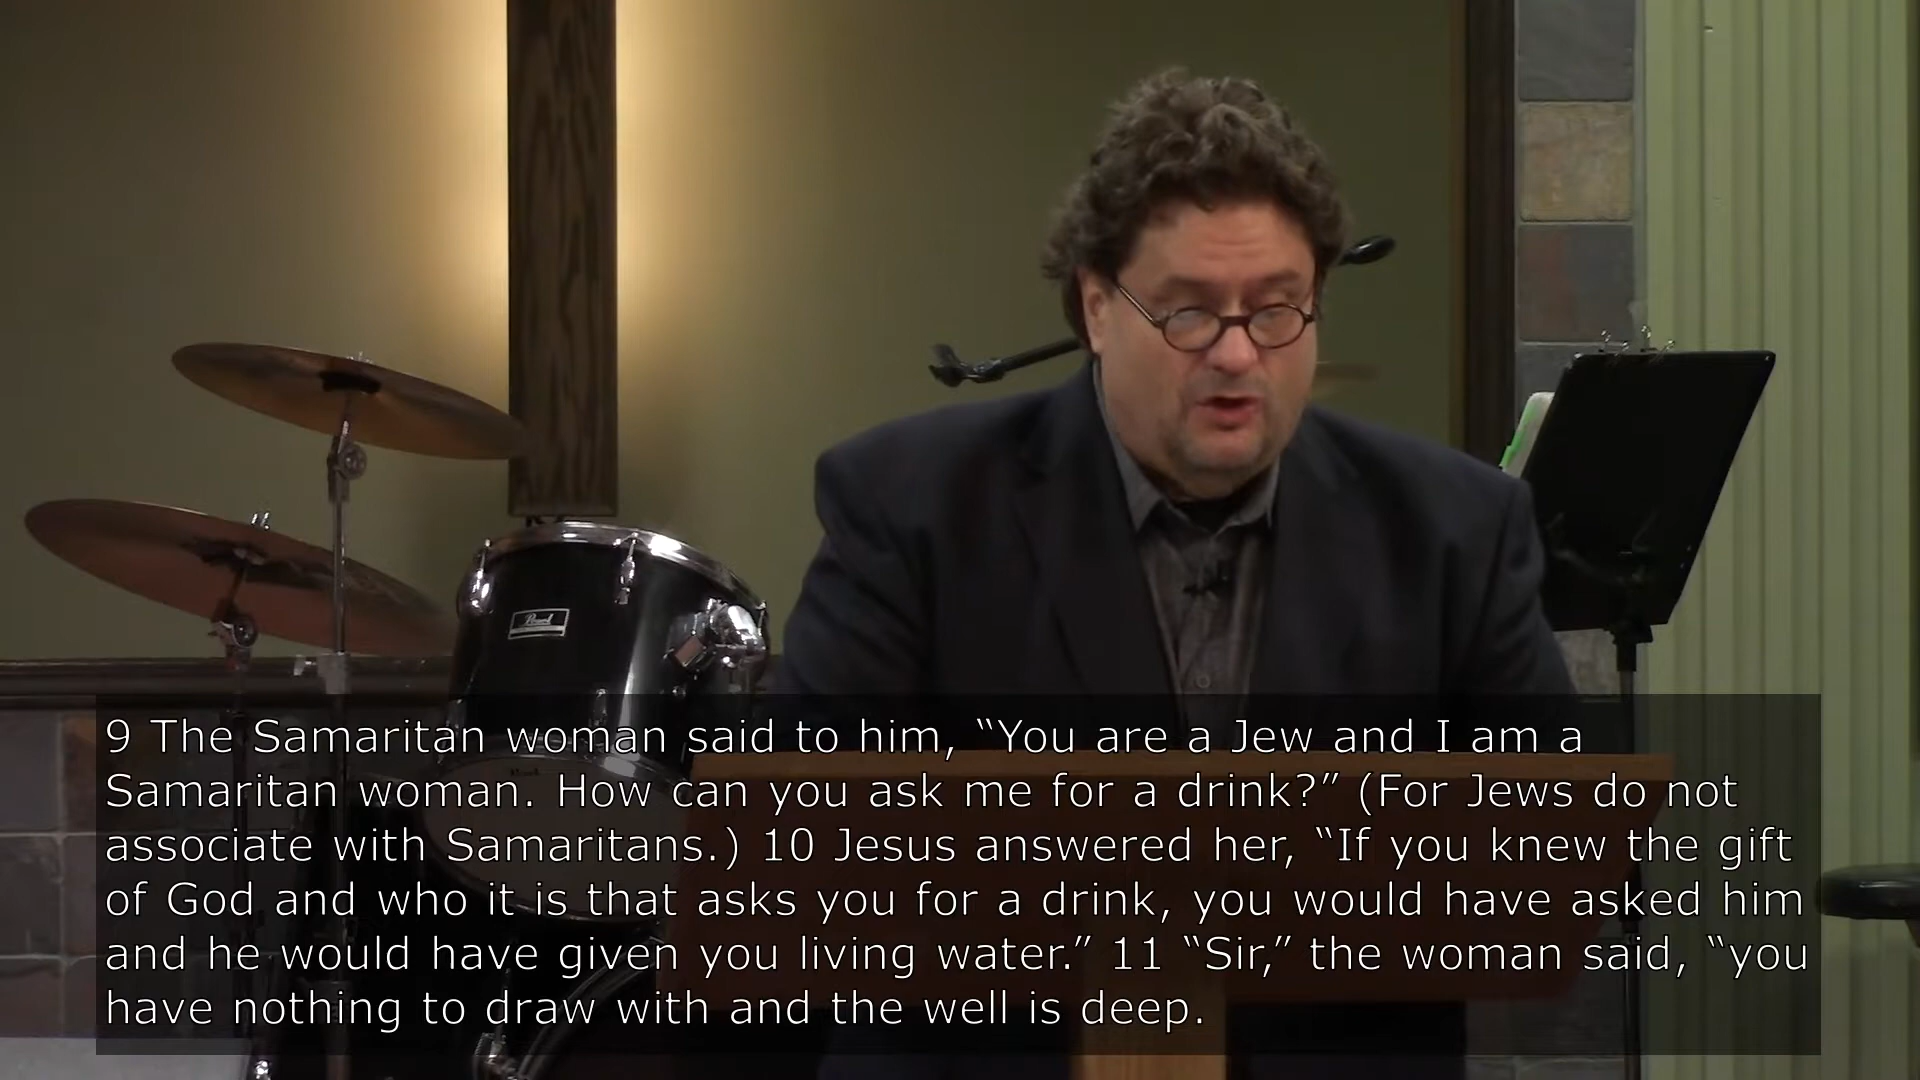 Pearl
9 The Samaritan woman said to him, “You are a Jew and I am a
Samaritan woman. How can you ask me for a drink?” (For Jews do not
associate with Samaritans.) 10 Jesus answered her, “If you knew the gift
of God and who it is that asks you for a drink, you would have asked him
and he would have given you living water.” 11 “Sir,” the woman said, “you
have nothing to draw with and the well is deep.